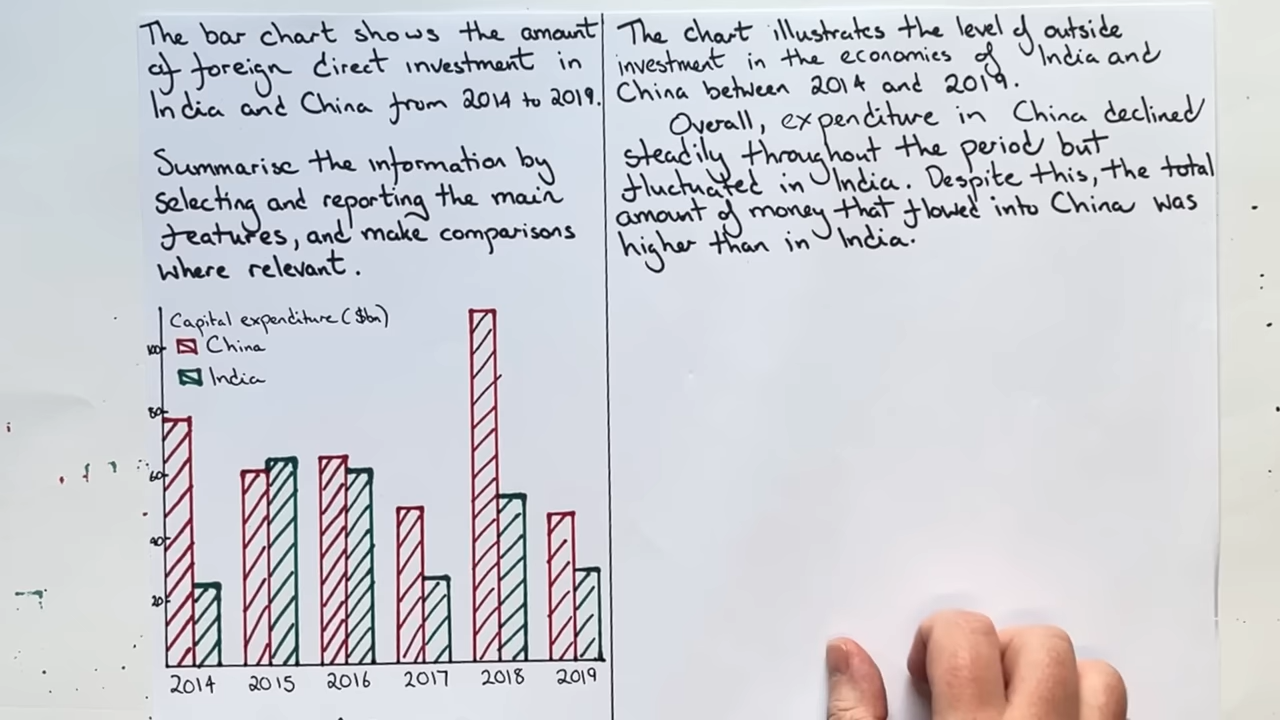 The bar chart shows the amount
of foreign direct investment in
India and China from 2014 to 2019.
Summarise the information by
selecting and reporting the main
features, and make comparisons
where relevant.
Capital expenditure ($bn)
China
India
100
80
60
40
20
2014 2015 2016 2017 2018 2019
The chart illustrates the level of outside
investment in the economies of India and
China between 2014 and 2019.
Overall, expenditure in China declined
steadily throughout the period but
fluctuated in India. Despite this, the total
amount of money that flowed into China was
higher than in India.